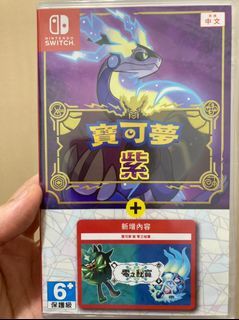 NINTENDO
SWITCH
中文
寶可夢
紫
+
新增內容
零之秘寶
6+
保護級